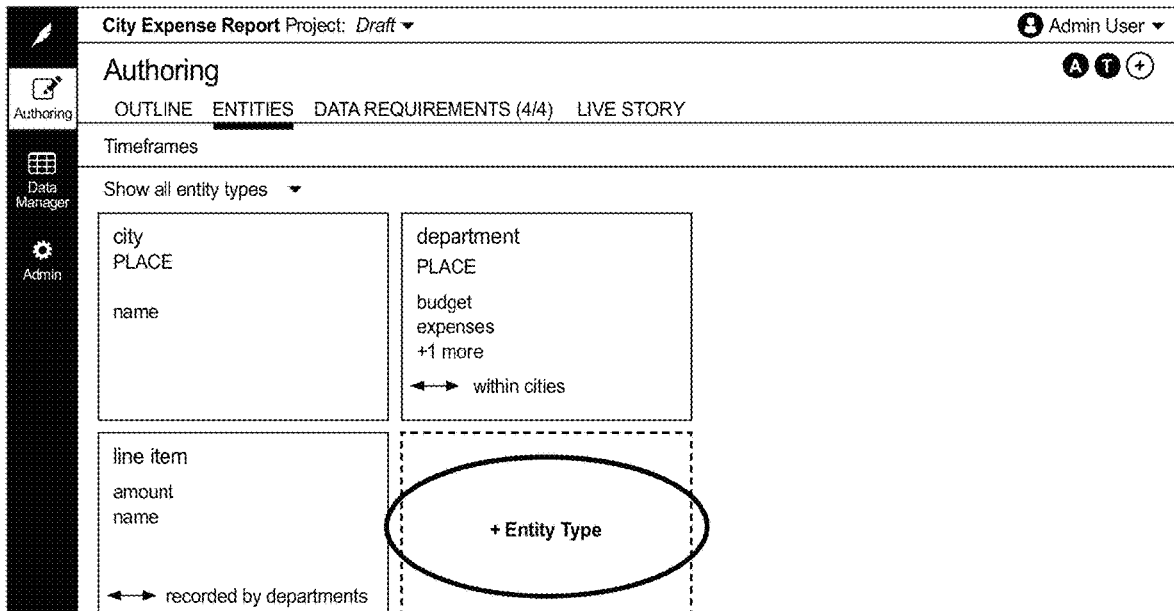 City Expense Report Project: Draft
Admin User
Authoring
A T +
OUTLINE ENTITIES DATA REQUIREMENTS (4/4) LIVE STORY
Authoring
Timeframes
Data
Manager
Show all entity types
Admin
city
PLACE
name
department
PLACE
budget
expenses
+1 more
within cities
line item
amount
name
recorded by departments
+ Entity Type